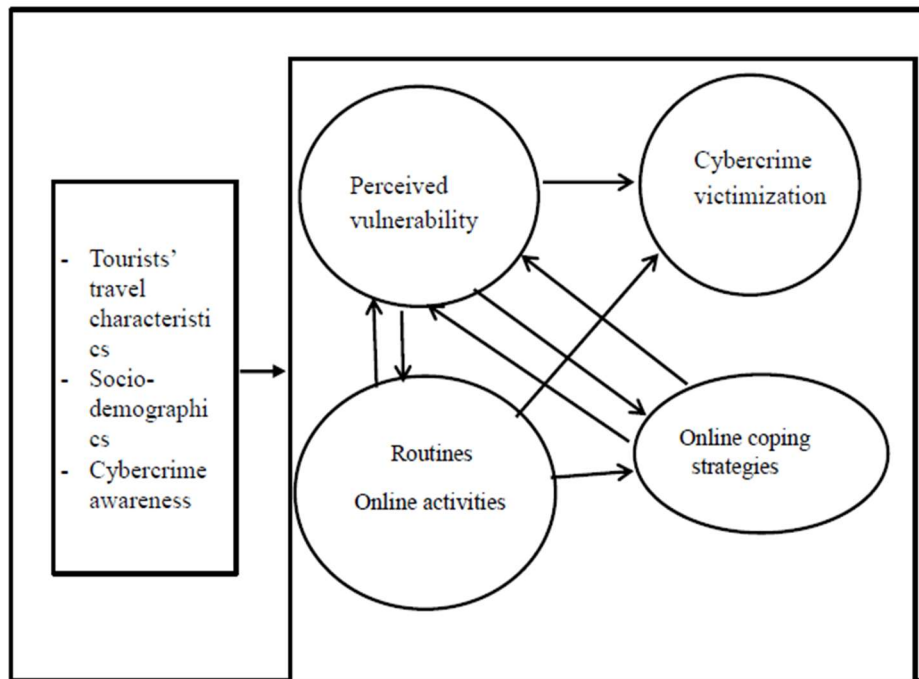 - Tourists’
travel
characteristi
cs
- Socio-
demographi
cs
- Cybercrime
awareness
Perceived
vulnerability
Cybercrime
victimization
Routines
Online activities
Online coping
strategies